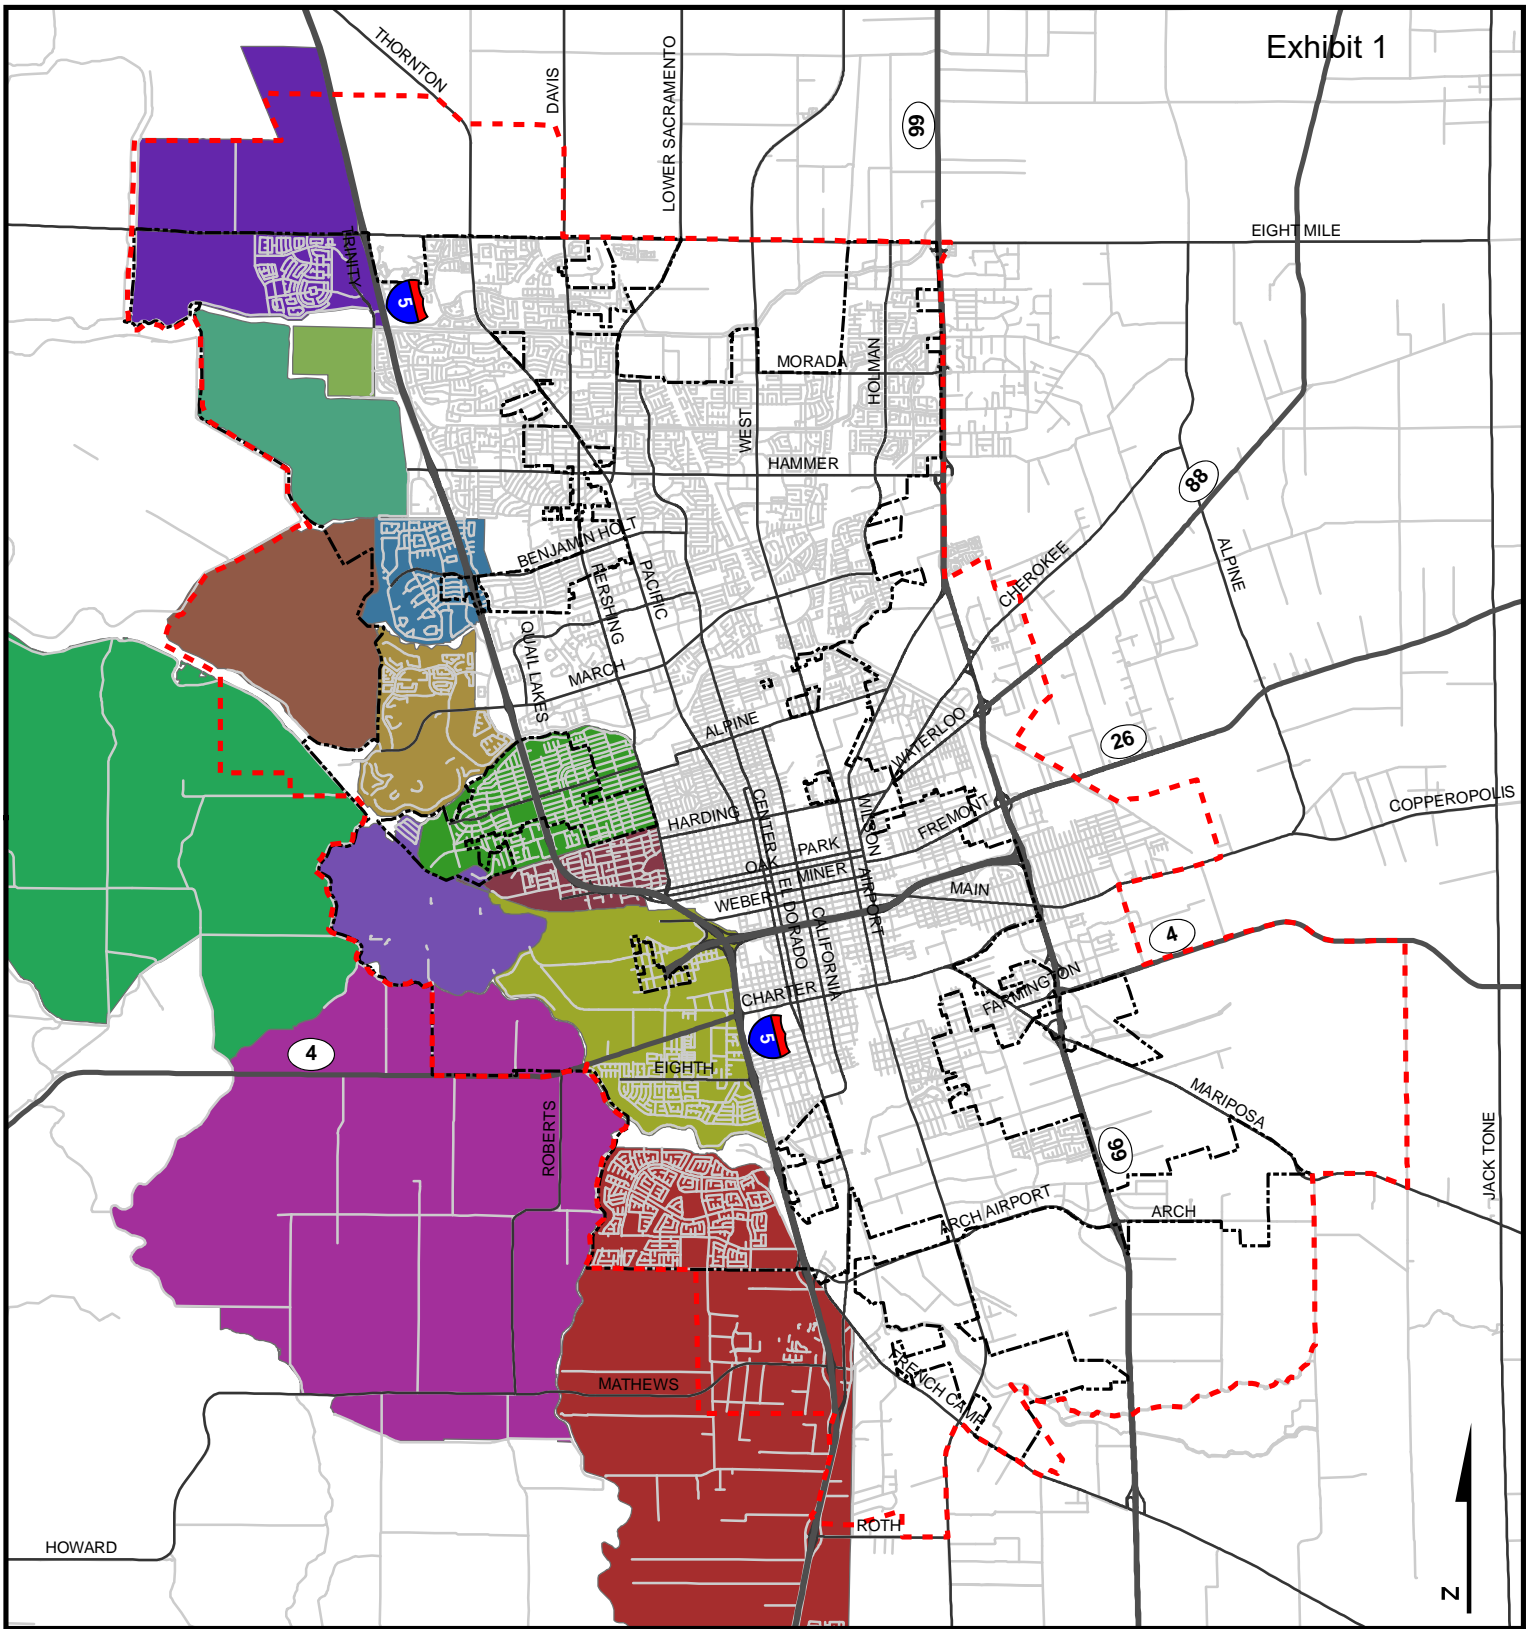 Exhibit 1
THORNTON
DAVIS
LOWER SACRAMENTO
99
EIGHT MILE
TRINITY
5
MORADA
HOLMAN
WEST
HAMMER
88
BENJAMIN HOLT
CHEROKEE
ALPINE
PERSHING
PACIFIC
QUAIL LAKES
MARCH
ALPINE
WATERLOO
26
COPPEROPOLIS
HARDING
CENTER
WILSON
FREMONT
PARK
OAK
MINER
MAIN
WEBER
EL DORADO
AIRPORT
CALIFORNIA
4
FARMINGTON
CHARTER
5
4
EIGHTH
MARIPOSA
ROBERTS
99
JACK TONE
ARCH AIRPORT
ARCH
MATHEWS
FRENCH CAMP
ROTH
HOWARD
N